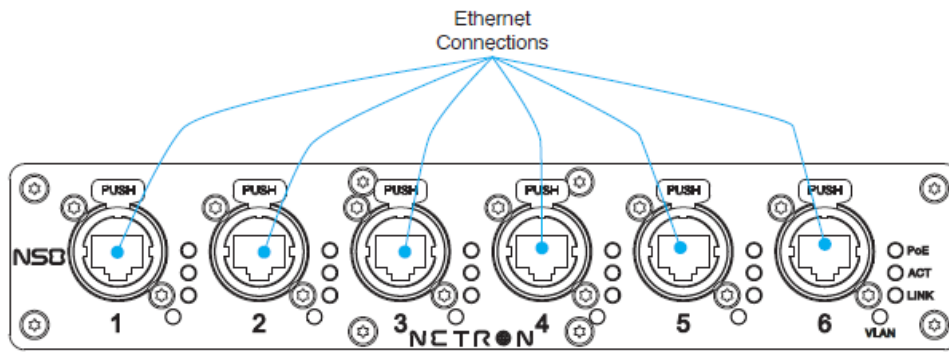 Ethernet
Connections
PUSH PUSH PUSH PUSH PUSH PUSH
NS8
PoE
ACT
LINK
1 2 3 4 5 6
VLAN
NETRON